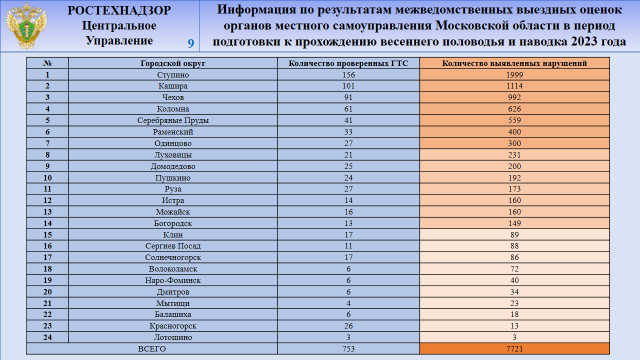 РОСТЕХНАДЗОР
Центральное
Управление
9
Информация по результатам межведомственных выездных оценок
органов местного самоуправления Московской области в период
подготовки к прохождению весеннего половодья и паводка 2023 года
№ Городской округ Количество проверенных ГТС Количество выявленных нарушений
1 Ступино 156 1999
2 Кашира 101 1114
3 Чехов 91 992
4 Коломна 61 626
5 Серебряные Пруды 41 559
6 Раменский 33 400
7 Одинцово 27 300
8 Луховицы 21 231
9 Домодедово 25 200
10 Пушкино 24 192
11 Руза 27 173
12 Истра 14 160
13 Можайск 16 160
14 Богородск 13 149
15 Клин 17 89
16 Сергиев Посад 11 88
17 Солнечногорск 17 86
18 Волоколамск 6 72
19 Наро-Фоминск 6 40
20 Дмитров 6 34
21 Мытищи 4 23
22 Балашиха 6 18
23 Красногорск 26 13
24 Лотошино 3 3
ВСЕГО 753 7721